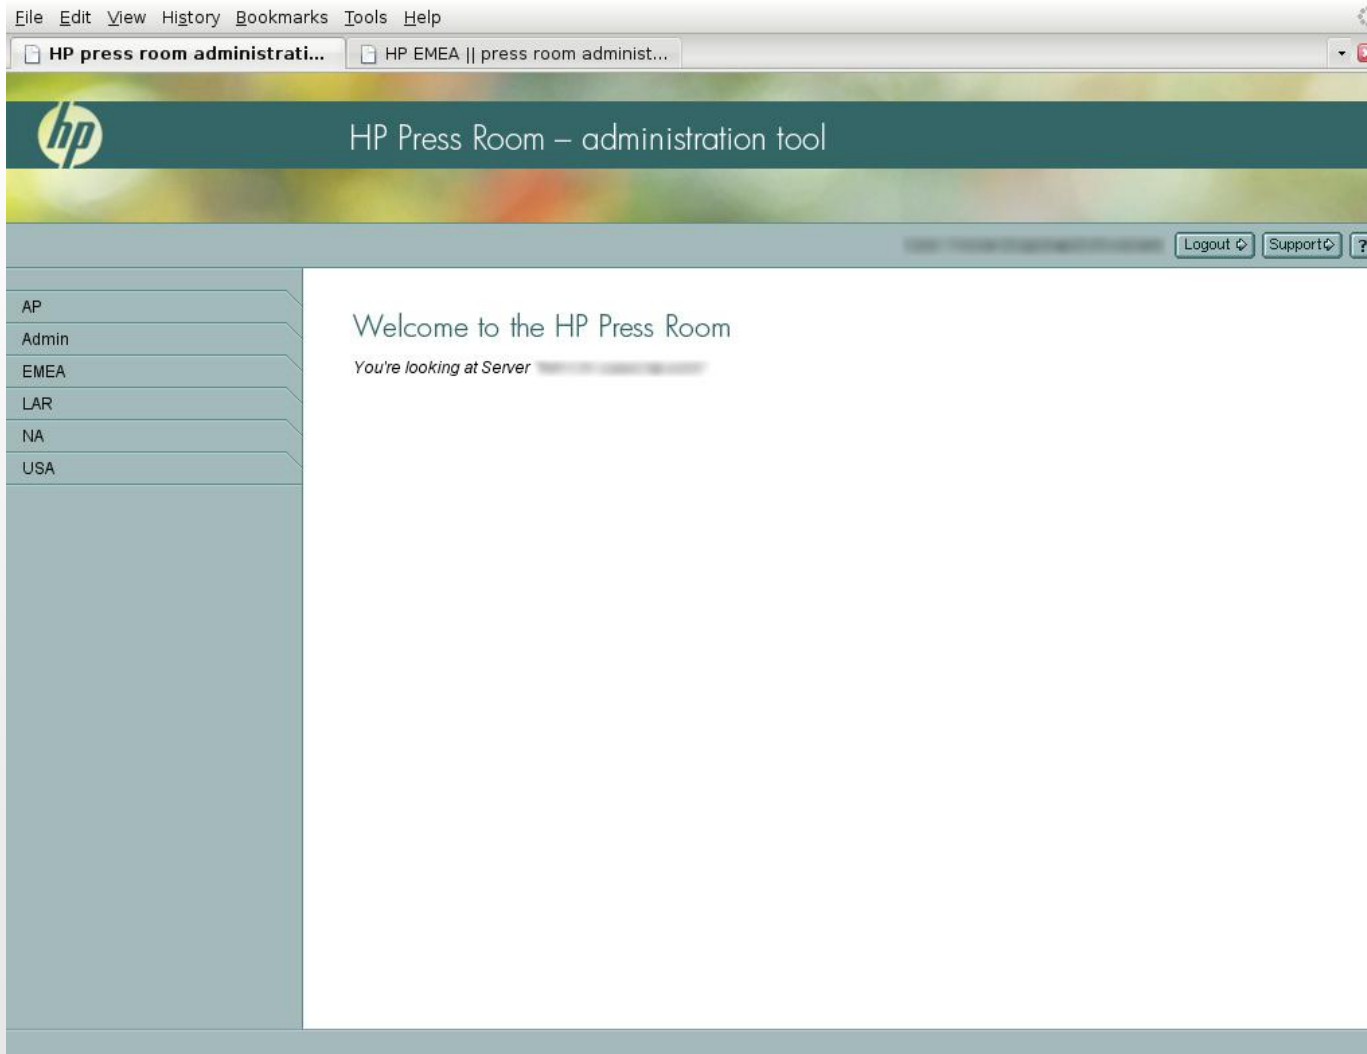 File Edit View History Bookmarks Tools Help
HP press room administrati... HP EMEA || press room administ...
hp HP Press Room – administration tool
Logout Support ?
AP
Admin
EMEA
LAR
NA
USA
Welcome to the HP Press Room
You're looking at Server